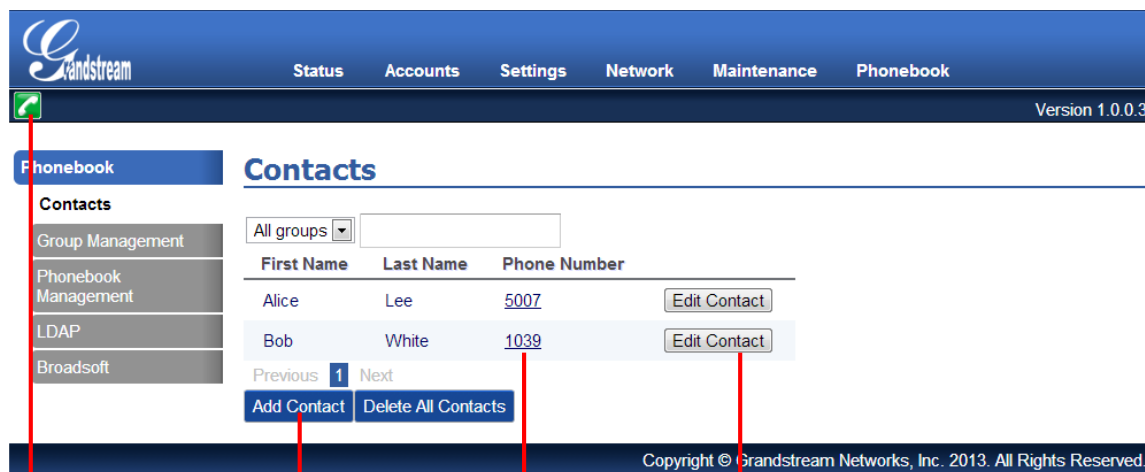 Grandstream
Status Accounts Settings Network Maintenance Phonebook
Version 1.0.0.3
Phonebook
Contacts
Group Management
Phonebook
Management
LDAP
Broadsoft
Contacts
All groups
First Name Last Name Phone Number
Alice Lee 5007 Edit Contact
Bob White 1039 Edit Contact
Previous 1 Next
Add Contact Delete All Contacts
Copyright © Grandstream Networks, Inc. 2013. All Rights Reserved.